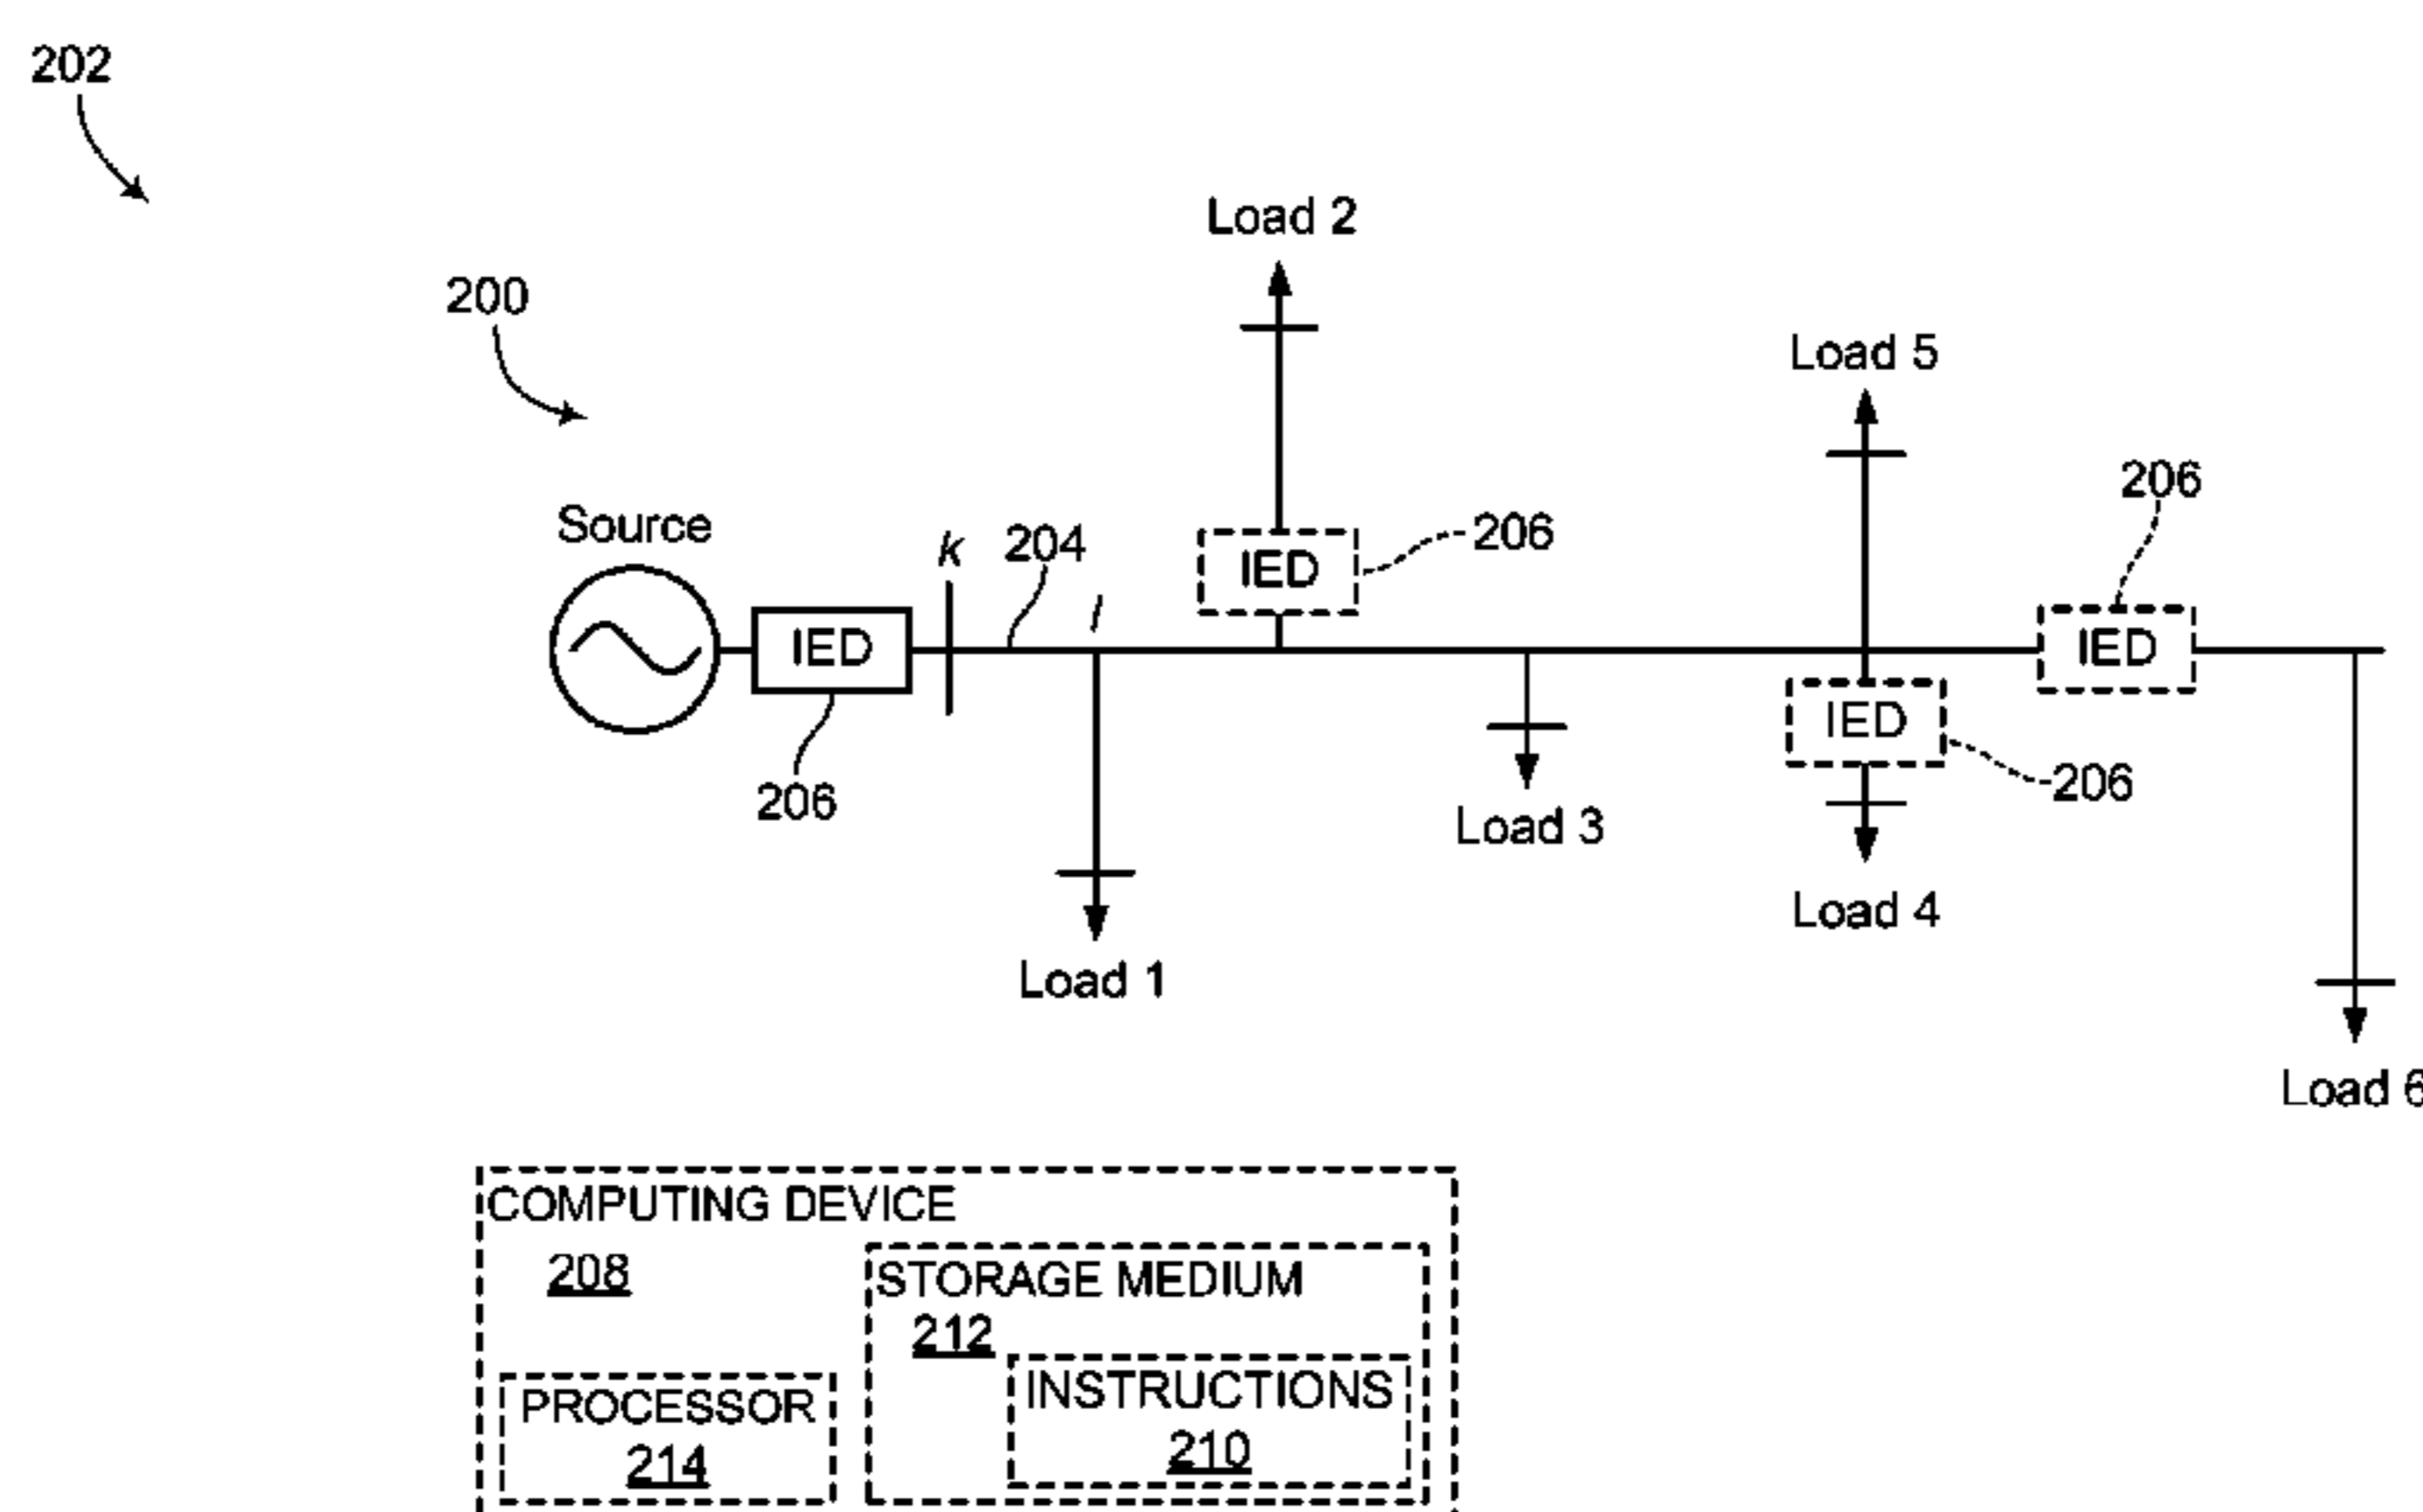 202
Load 2
200
Load 5
206
Source
k
204
l
IED
206
IED
IED
IED
206
206
Load 3
Load 4
Load 1
Load 6
COMPUTING DEVICE
208
STORAGE MEDIUM
212
INSTRUCTIONS
PROCESSOR
210
214